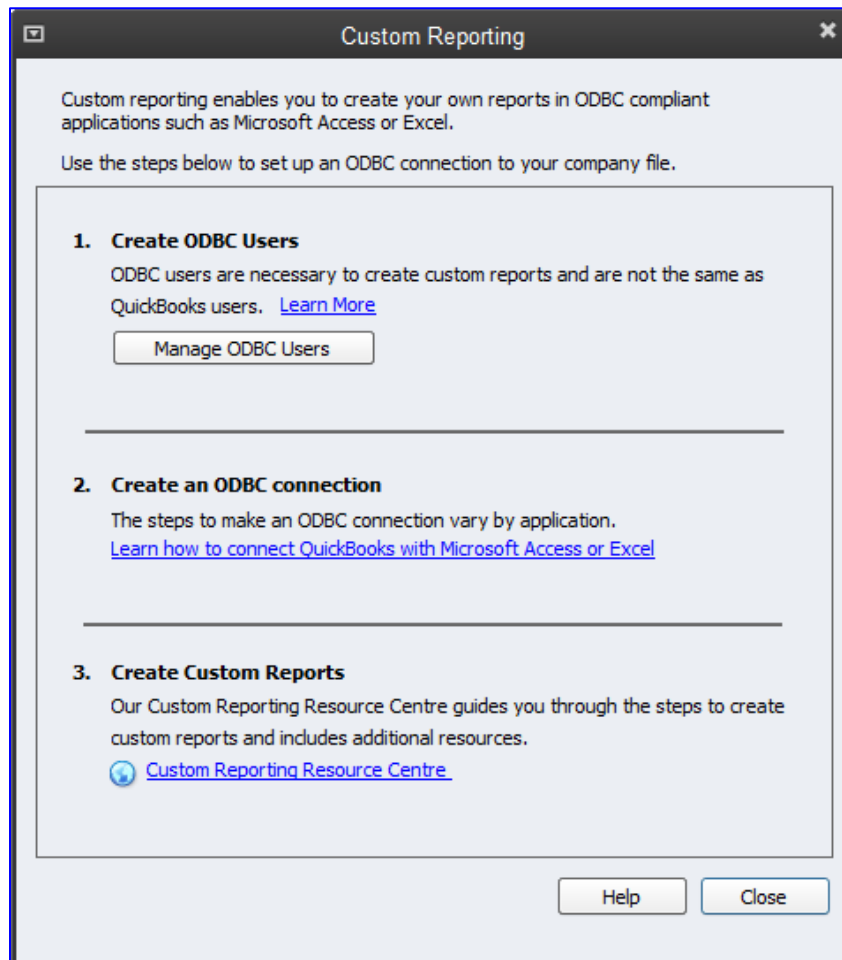 Custom Reporting
Custom reporting enables you to create your own reports in ODBC compliant
applications such as Microsoft Access or Excel.
Use the steps below to set up an ODBC connection to your company file.
1. Create ODBC Users
ODBC users are necessary to create custom reports and are not the same as
QuickBooks users. Learn More
Manage ODBC Users
2. Create an ODBC connection
The steps to make an ODBC connection vary by application.
Learn how to connect QuickBooks with Microsoft Access or Excel
3. Create Custom Reports
Our Custom Reporting Resource Centre guides you through the steps to create
custom reports and includes additional resources.
Custom Reporting Resource Centre
Help Close